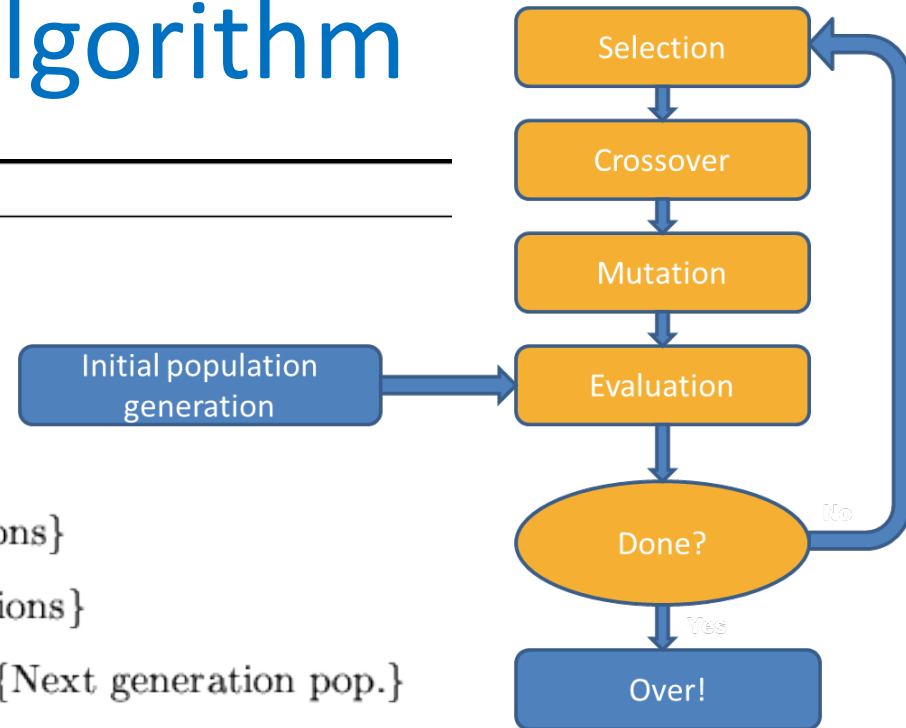 lgorithm
Selection
Crossover
Mutation
Initial population
generation
Evaluation
ons}
Done?
No
ions}
Yes
{Next generation pop.}
Over!